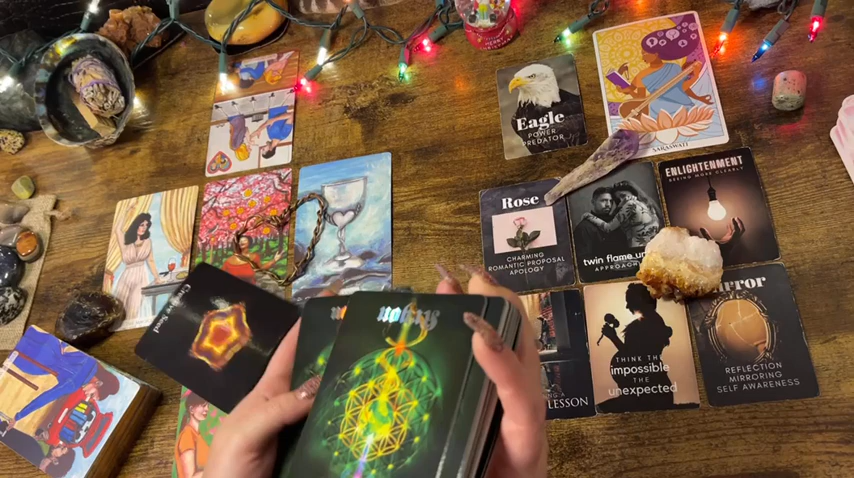 Eagle
POWER
PREDATOR
SARASWATI
Rose
CHARMING
ROMANTIC PROPOSAL
APOLOGY
twin flame
APPROACHING
ENLIGHTENMENT
SEEING MORE CLEARLY
LESSON
THINK THE
impossible
THE
unexpected
REFLECTION
MIRRORING
SELF AWARENESS